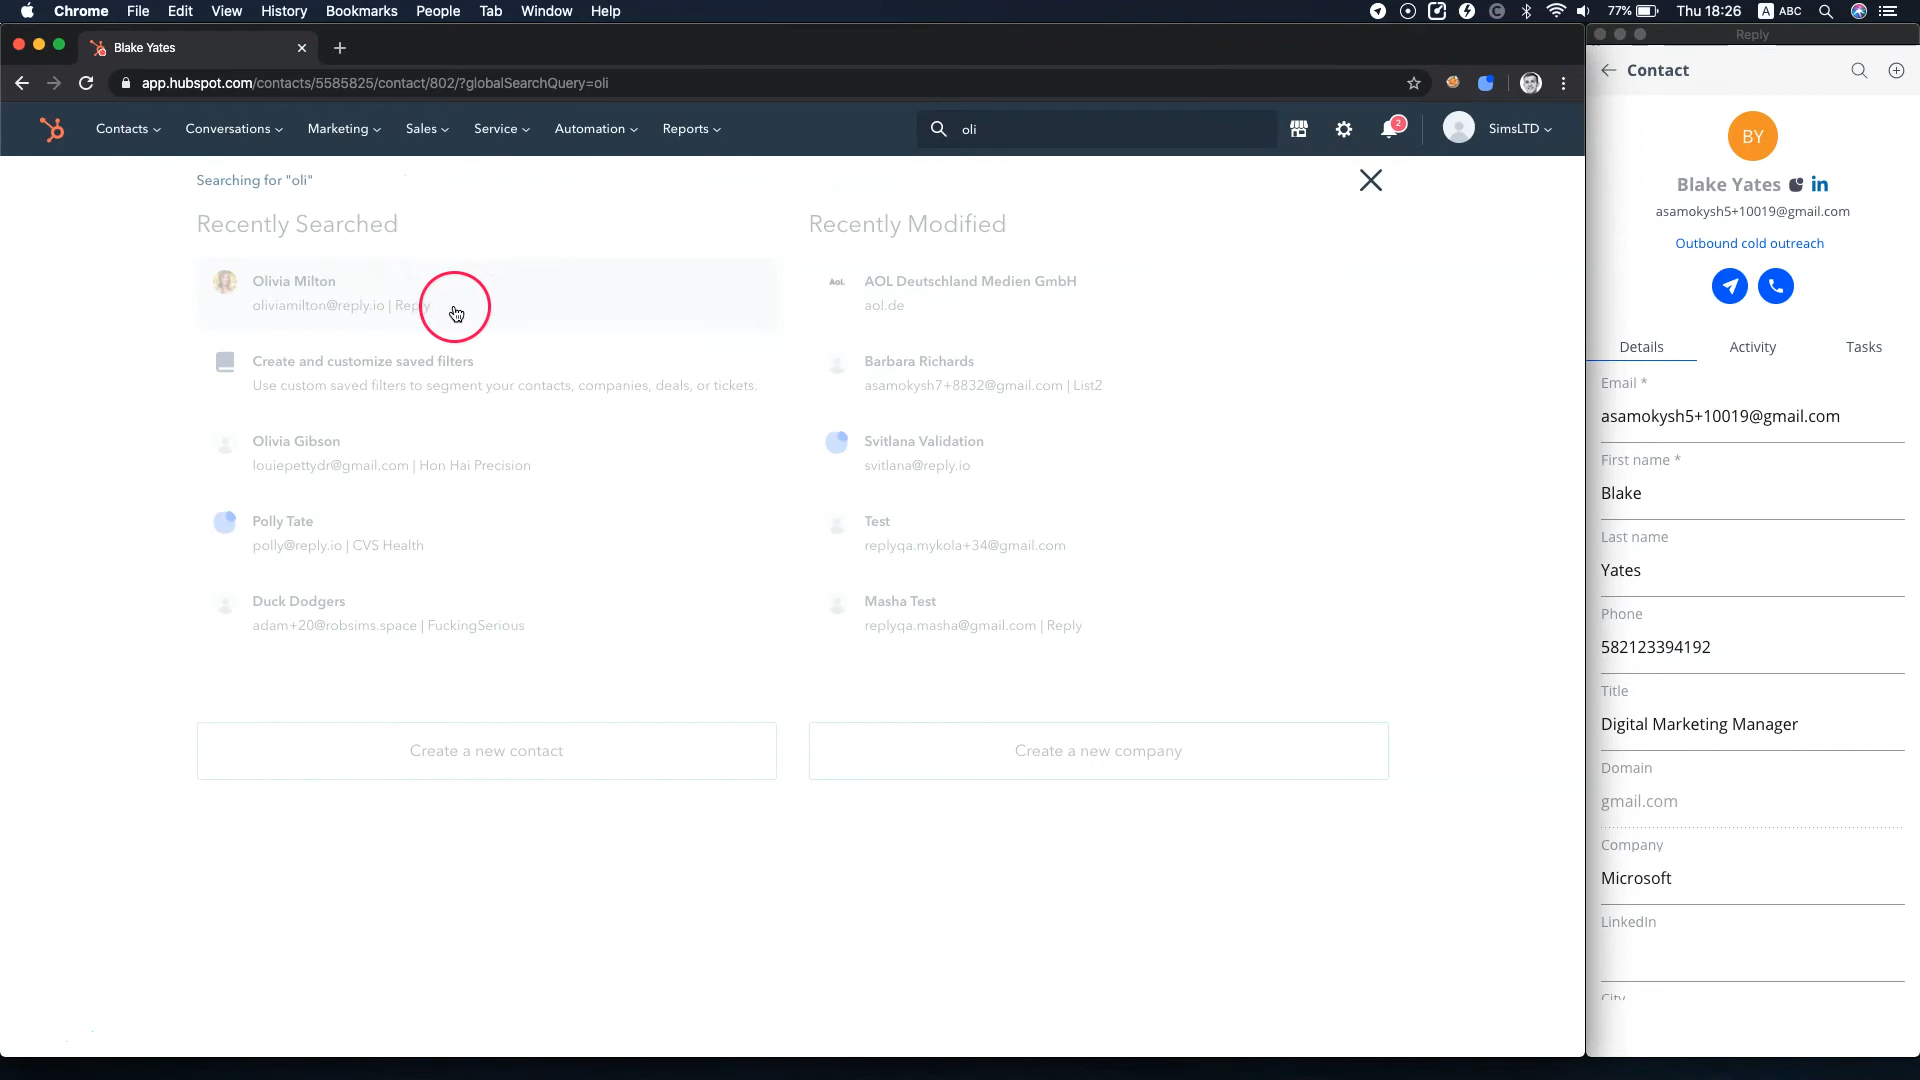 Chrome File Edit View History Bookmarks People Tab Window Help
77% Thu 18:26 A ABC
Blake Yates
app.hubspot.com/contacts/5585825/contact/802/?globalSearchQuery=oli
Contacts Conversations Marketing Sales Service Automation Reports
oli
2
SimsLTD
Searching for "oli"
Recently Searched
Olivia Milton
oliviamilton@reply.io | Reply
Create and customize saved filters
Use custom saved filters to segment your contacts, companies, deals, or tickets.
Olivia Gibson
louiepettydr@gmail.com | Hon Hai Precision
Polly Tate
polly@reply.io | CVS Health
Duck Dodgers
adam+20@robsims.space | FuckingSerious
Create a new contact
Recently Modified
Aol.
AOL Deutschland Medien GmbH
aol.de
Barbara Richards
asamokysh7+8832@gmail.com | List2
Svitlana Validation
svitlana@reply.io
Test
replyqa.mykola+34@gmail.com
Masha Test
replyqa.masha@gmail.com | Reply
Create a new company
Reply
Contact
BY
Blake Yates in
asamokysh5+10019@gmail.com
Outbound cold outreach
Details Activity Tasks
Email *
asamokysh5+10019@gmail.com
First name *
Blake
Last name
Yates
Phone
582123394192
Title
Digital Marketing Manager
Domain
gmail.com
Company
Microsoft
LinkedIn
City